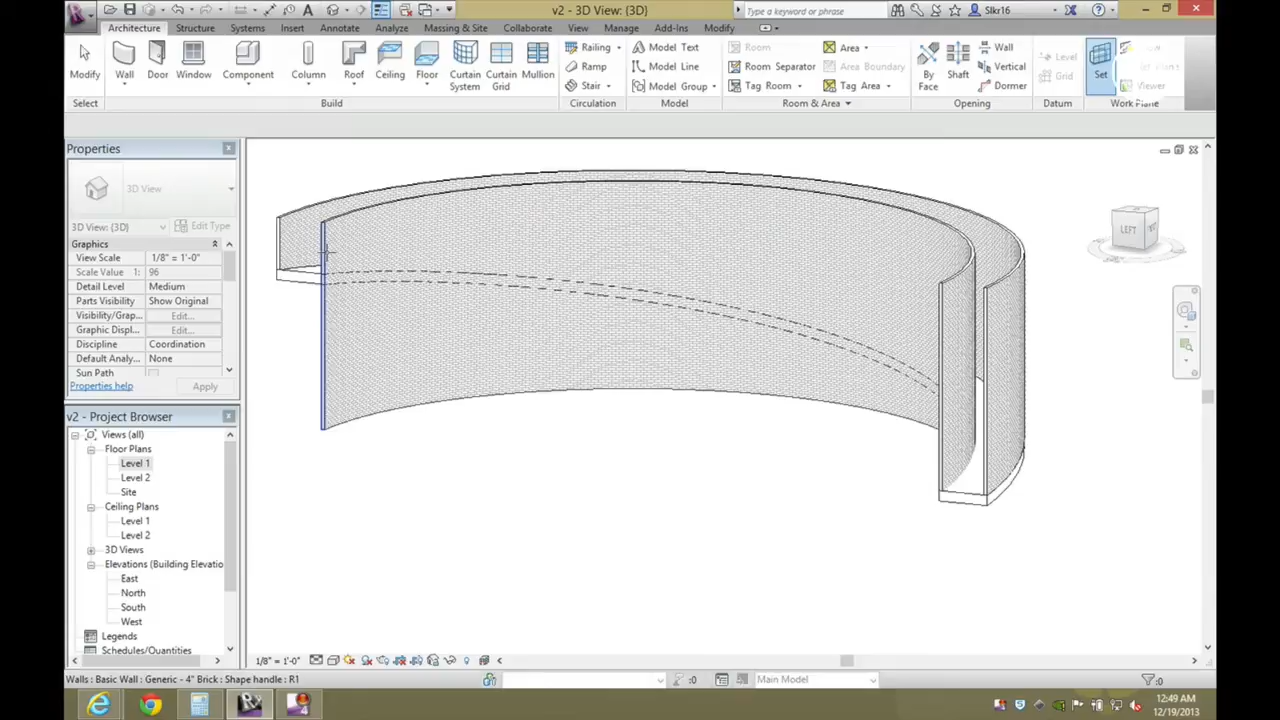 v2 - 3D View: {3D}
Type a keyword or phrase
Slkr16
Architecture Structure Systems Insert Annotate Analyze Massing & Site Collaborate View Manage Add-Ins Modify
Modify
Wall
Door
Window
Component
Column
Roof
Ceiling
Floor
Curtain System
Curtain Grid
Mullion
Railing
Ramp
Stair
Model Text
Model Line
Model Group
Room
Room Separator
Tag Room
Area
Area Boundary
Tag Area
By Face
Shaft
Wall
Vertical
Dormer
Level
Grid
Set
Viewer
Select
Build
Circulation
Model
Room & Area
Opening
Datum
Work Plane
Properties
3D View
3D View: {3D}
Edit Type
Graphics
View Scale 1/8" = 1'-0"
Scale Value 1: 96
Detail Level Medium
Parts Visibility Show Original
Visibility/Grap... Edit...
Graphic Displ... Edit...
Discipline Coordination
Default Analy... None
Sun Path
Properties help
Apply
v2 - Project Browser
Views (all)
Floor Plans
Level 1
Level 2
Site
Ceiling Plans
Level 1
Level 2
3D Views
Elevations (Building Elevatio
East
North
South
West
Legends
Schedules/Quantities
LEFT
1/8" = 1'-0"
Walls : Basic Wall : Generic - 4" Brick : Shape handle : R1
:0
Main Model
:0
12:49 AM
12/19/2013